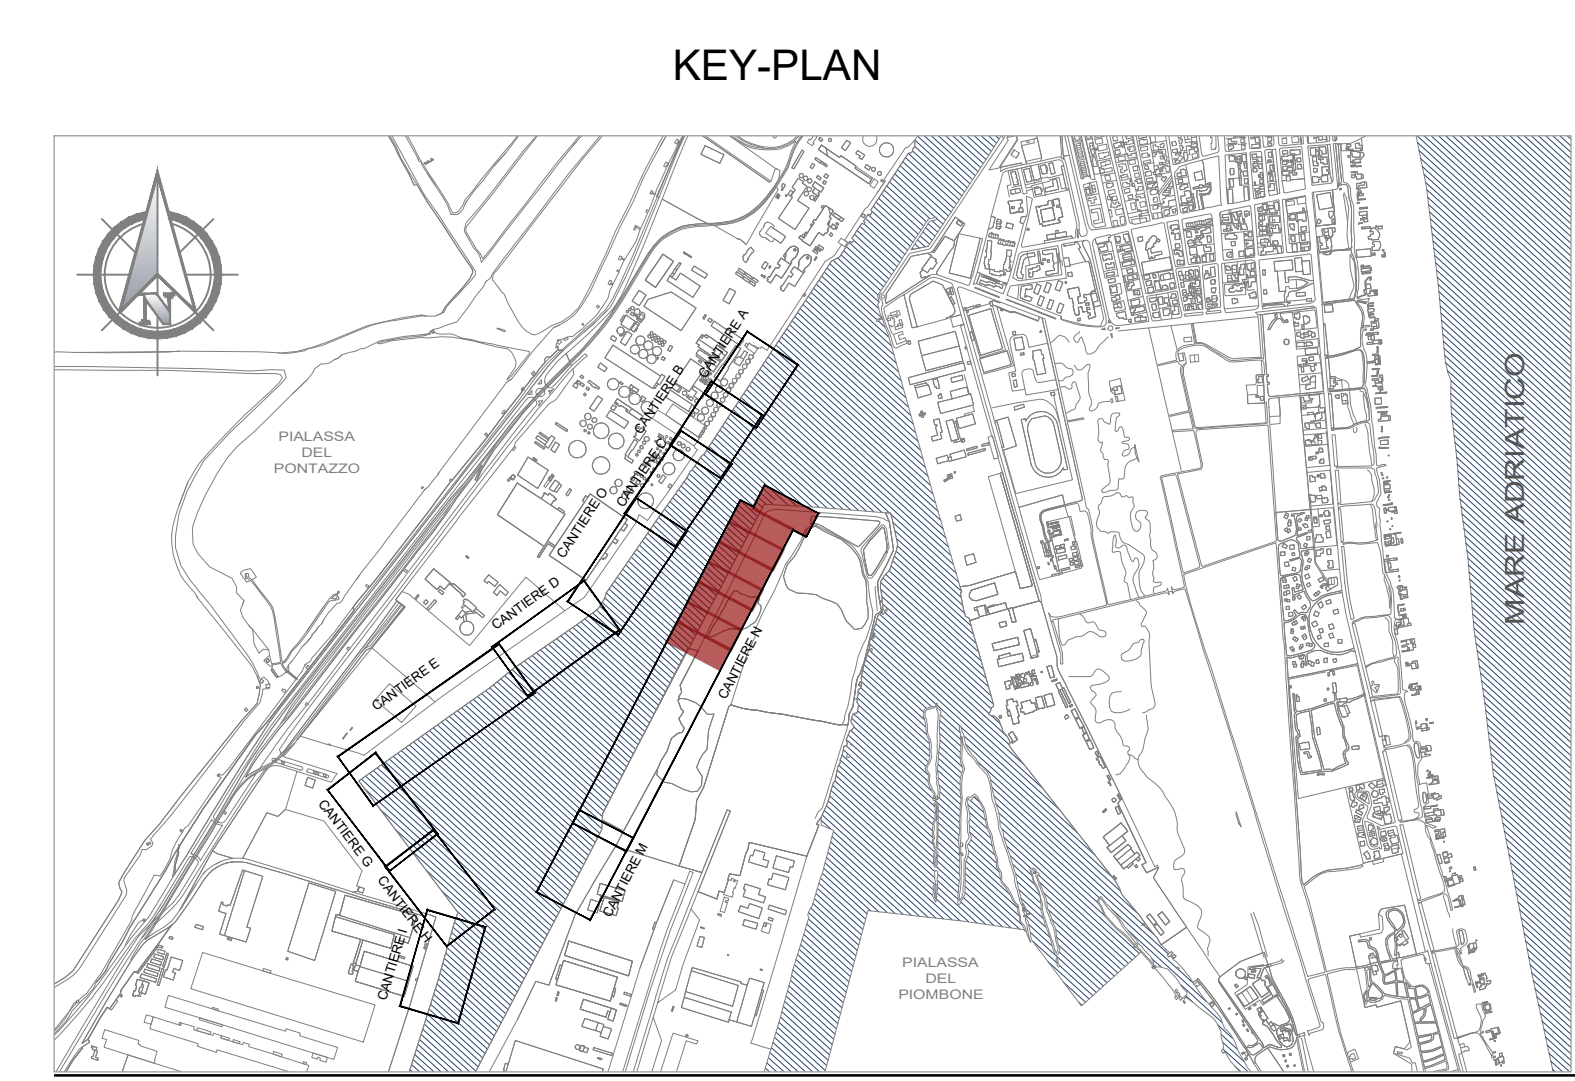 KEY-PLAN
N
CANTIERE A
CANTIERE B
CANTIERE C
CANTIERE O
CANTIERE D
CANTIERE E
CANTIERE N
CANTIERE M
CANTIERE G
CANTIERE H
CANTIERE I
PIALASSA
DEL
PONTAZZO
MARE ADRIATICO
PIALASSA
DEL
PIOMBONE